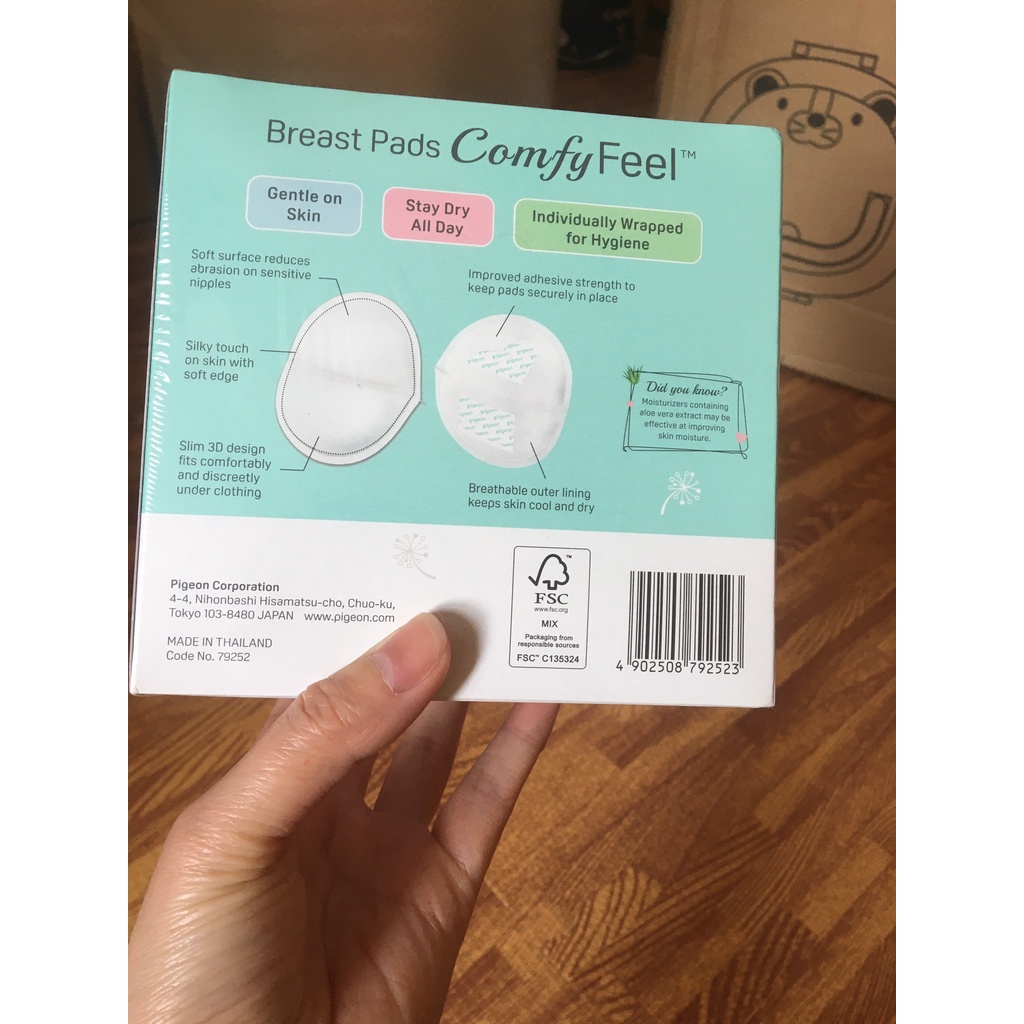 Breast Pads ComfyFeel™
Gentle on
Skin
Stay Dry
All Day
Individually Wrapped
for Hygiene
Soft surface reduces
abrasion on sensitive
nipples
Improved adhesive strength to
keep pads securely in place
Silky touch
on skin with
soft edge
Did you know?
Moisturizers containing
aloe vera extract may be
effective at improving
skin moisture.
Slim 3D design
fits comfortably
and discreetly
under clothing
Breathable outer lining
keeps skin cool and dry
Pigeon Corporation
4-4, Nihonbashi Hisamatsu-cho, Chuo-ku,
Tokyo 103-8480 JAPAN www.pigeon.com
MADE IN THAILAND
Code No. 79252
™
FSC
www.fsc.org
MIX
Packaging from
responsible sources
FSC™ C135324
4 902508 792523